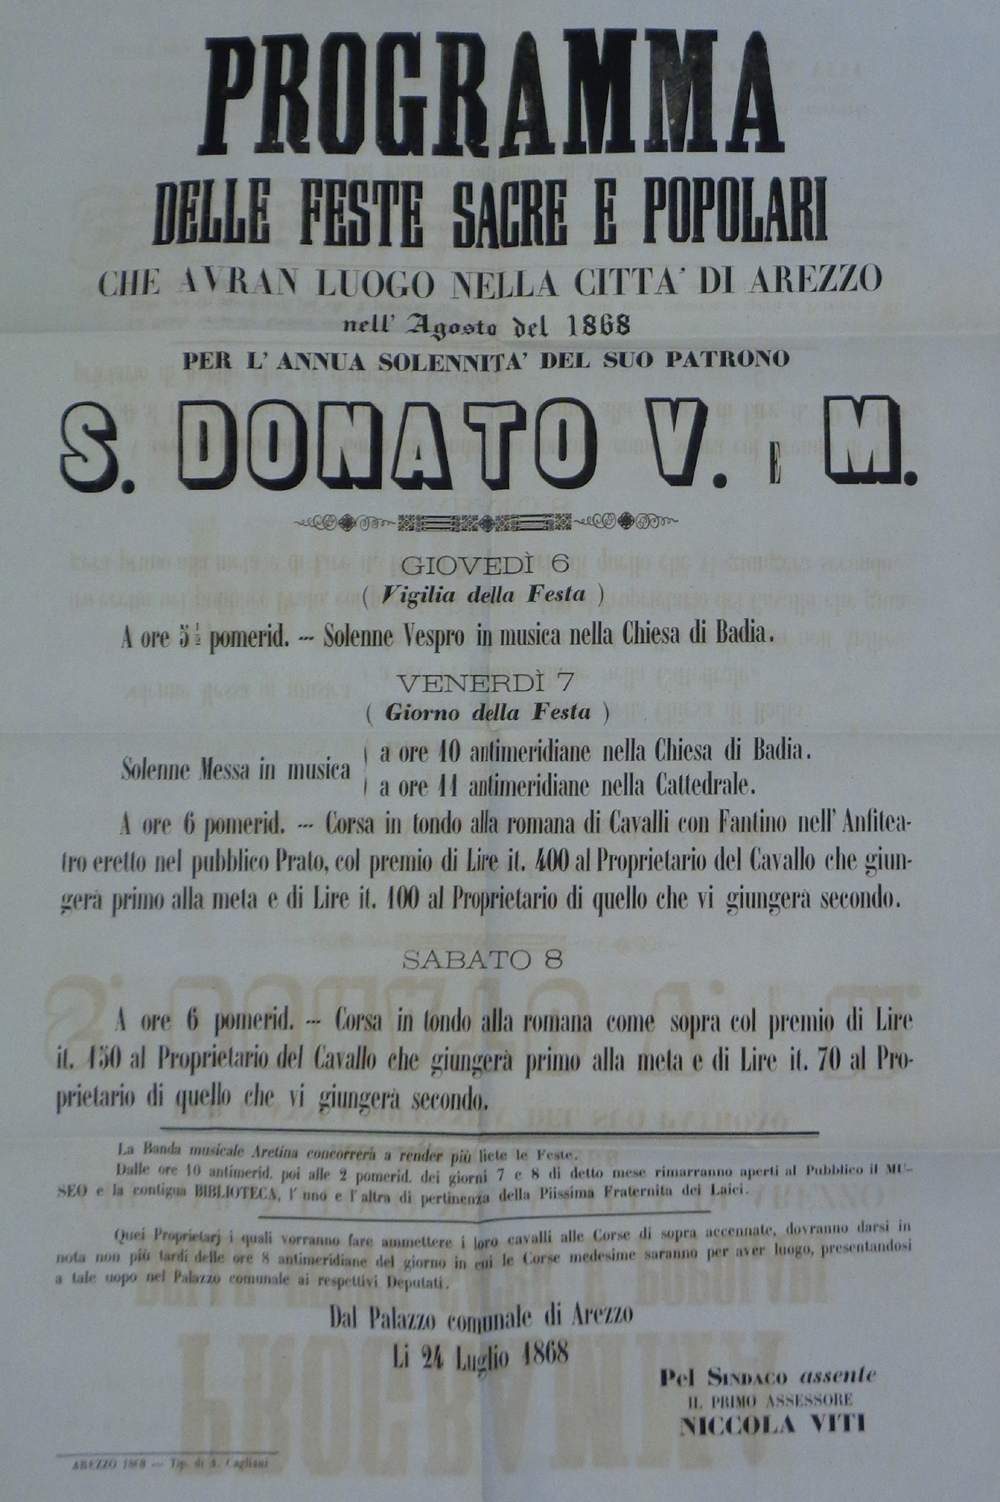 PROGRAMMA
DELLE FESTE SACRE E POPOLARI
CHE AVRAN LUOGO NELLA CITTA' DI AREZZO
nell' Agosto del 1868
PER L' ANNUA SOLENNITA' DEL SUO PATRONO
S. DONATO V. E M.
GIOVEDÌ 6
( Vigilia della Festa )
A ore 5 ½ pomerid. -- Solenne Vespro in musica nella Chiesa di Badia.
VENERDÌ 7
( Giorno della Festa )
Solenne Messa in musica
a ore 10 antimeridiane nella Chiesa di Badia.
a ore 11 antimeridiane nella Cattedrale.
A ore 6 pomerid. -- Corsa in tondo alla romana di Cavalli con Fantino nell' Anfitea-
tro eretto nel pubblico Prato, col premio di Lire it. 400 al Proprietario del Cavallo che giun-
gerà primo alla meta e di Lire it. 100 al Proprietario di quello che vi giungerà secondo.
SABATO 8
A ore 6 pomerid. -- Corsa in tondo alla romana come sopra col premio di Lire
it. 150 al Proprietario del Cavallo che giungerà primo alla meta e di Lire it. 70 al Pro-
prietario di quello che vi giungerà secondo.
La Banda musicale Aretina concorrerà a render più liete le Feste.
Dalle ore 10 antimerid. poi alle 2 pomerid. dei giorni 7 e 8 di detto mese rimarranno aperti al Pubblico il MU-
SEO e la contigua BIBLIOTECA, l' uno e l'altra di pertinenza della Piissima Fraternita dei Laici.
Quei Proprietarj i quali vorranno fare ammettere i loro cavalli alle Corse di sopra accennate, dovranno darsi in
nota non più tardi delle ore 8 antimeridiane del giorno in cui le Corse medesime saranno per aver luogo, presentandosi
a tale uopo nel Palazzo comunale ai respettivi Deputati.
Dal Palazzo comunale di Arezzo
Li 24 Luglio 1868
Pel SINDACO assente
IL PRIMO ASSESSORE
NICCOLA VITI
AREZZO 1868 — Tip. di A. Cagliani